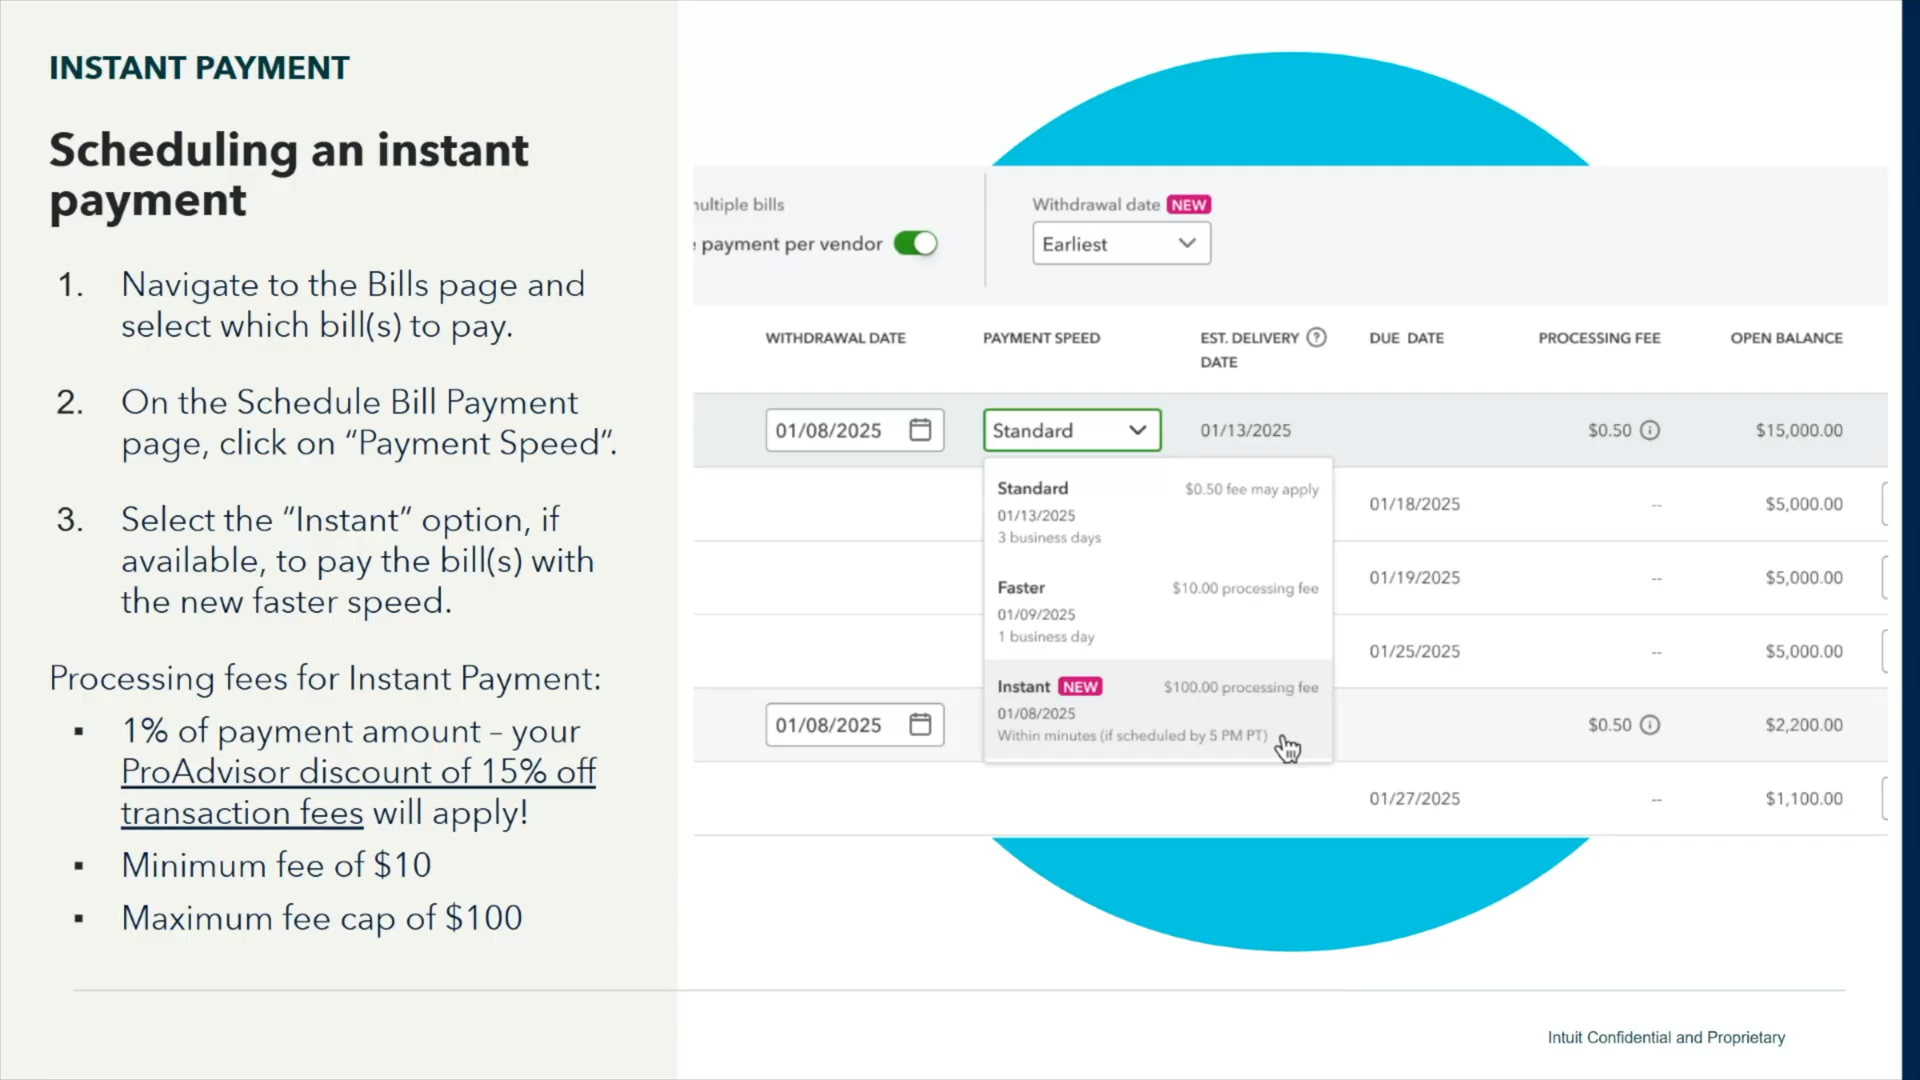 INSTANT PAYMENT
Scheduling an instant
payment
1. Navigate to the Bills page and
select which bill(s) to pay.
2. On the Schedule Bill Payment
page, click on “Payment Speed”.
3. Select the “Instant” option, if
available, to pay the bill(s) with
the new faster speed.
Processing fees for Instant Payment:
▪ 1% of payment amount – your
ProAdvisor discount of 15% off
transaction fees will apply!
▪ Minimum fee of $10
▪ Maximum fee cap of $100
bills
payment per vendor
Withdrawal date NEW
Earliest
WITHDRAWAL DATE PAYMENT SPEED EST. DELIVERY DUE DATE PROCESSING FEE OPEN BALANCE
DATE
01/08/2025 Standard 01/13/2025 $0.50 $15,000.00
Standard $0.50 fee may apply
01/13/2025
3 business days
Faster $10.00 processing fee
01/09/2025
1 business day
Instant NEW $100.00 processing fee
01/08/2025
Within minutes (if scheduled by 5 PM PT)
01/18/2025 -- $5,000.00
01/19/2025 -- $5,000.00
01/25/2025 -- $5,000.00
01/08/2025 $0.50 $2,200.00
01/27/2025 -- $1,100.00
Intuit Confidential and Proprietary